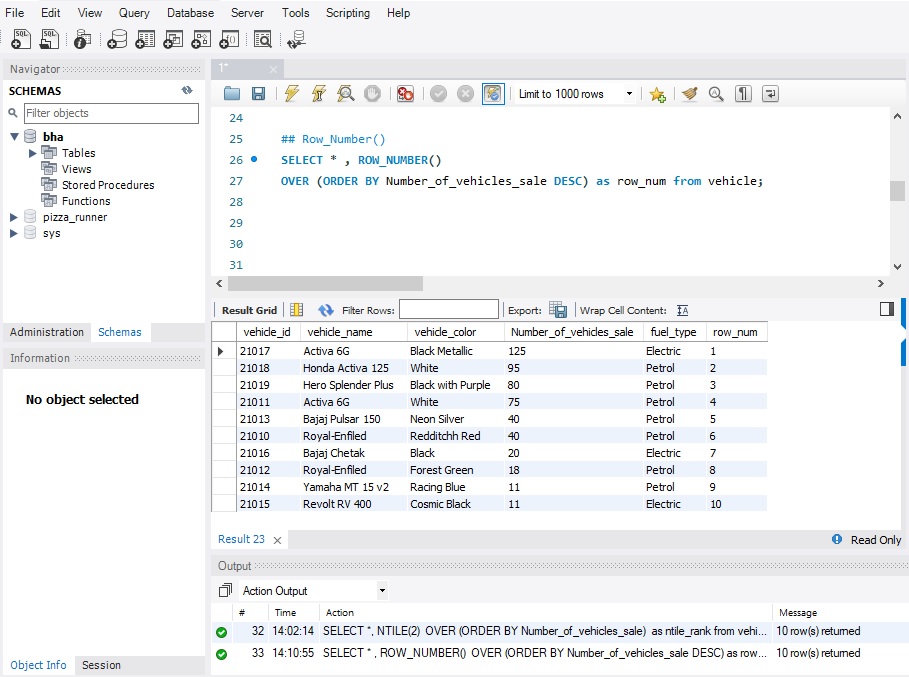 File Edit View Query Database Server Tools Scripting Help
Navigator
SCHEMAS
Filter objects
bha
Tables
Views
Stored Procedures
Functions
pizza_runner
sys
Administration Schemas
Information
No object selected
Object Info Session
1*
Limit to 1000 rows
24
25 ## Row_Number()
26 SELECT * , ROW_NUMBER()
27 OVER (ORDER BY Number_of_vehicles_sale DESC) as row_num from vehicle;
28
29
30
31
Result Grid Filter Rows: Export: Wrap Cell Content:
vehicle_id vehicle_name vehicle_color Number_of_vehicles_sale fuel_type row_num
21017 Activa 6G Black Metallic 125 Electric 1
21018 Honda Activa 125 White 95 Petrol 2
21019 Hero Splender Plus Black with Purple 80 Petrol 3
21011 Activa 6G White 75 Petrol 4
21013 Bajaj Pulsar 150 Neon Silver 40 Petrol 5
21010 Royal-Enfiled Redditchh Red 40 Petrol 6
21016 Bajaj Chetak Black 20 Electric 7
21012 Royal-Enfiled Forest Green 18 Petrol 8
21014 Yamaha MT 15 v2 Racing Blue 11 Petrol 9
21015 Revolt RV 400 Cosmic Black 11 Electric 10
Result 23 Read Only
Output
Action Output
# Time Action Message
32 14:02:14 SELECT *, NTILE(2) OVER (ORDER BY Number_of_vehicles_sale) as ntile_rank from vehi... 10 row(s) returned
33 14:10:55 SELECT * , ROW_NUMBER() OVER (ORDER BY Number_of_vehicles_sale DESC) as row... 10 row(s) returned